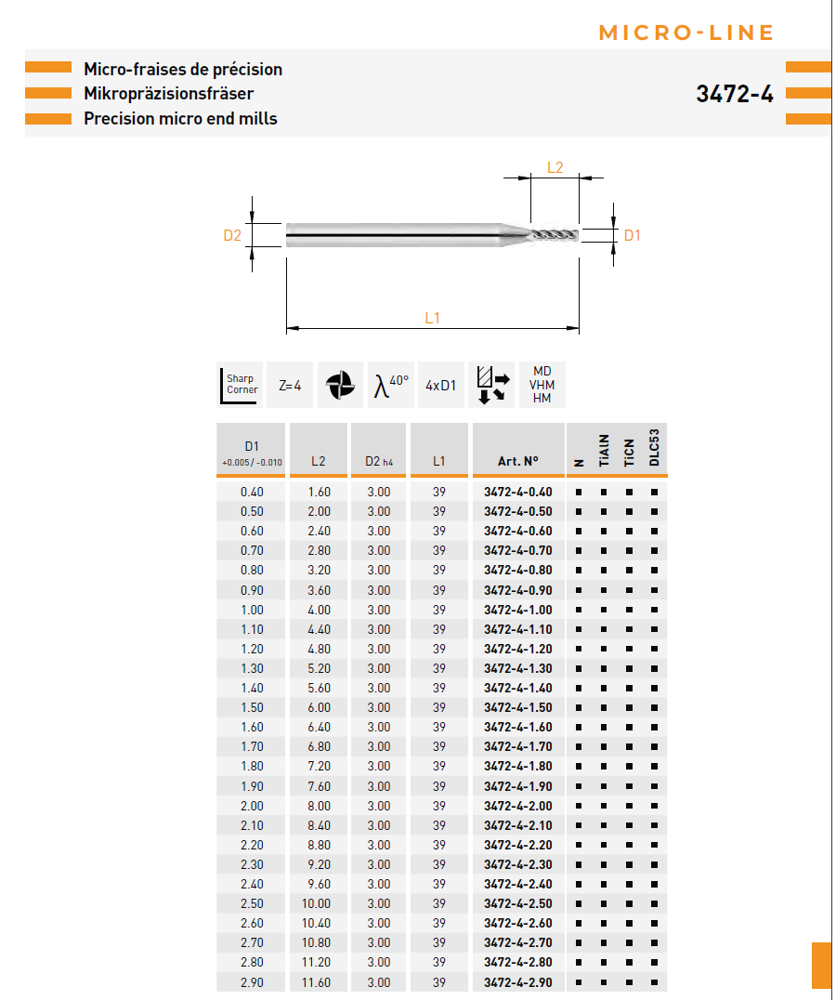 MICRO-LINE
Micro-fraises de précision
Mikropräzisionsfräser
3472-4
Precision micro end mills
L2
D2
D1
L1
Sharp
Corner
Z=4
λ40°
4xD1
MD
VHM
HM
D1
+0.005 / -0.010
L2
D2 h4
L1
Art. N°
N
TiAlN
TiCN
DLC53
0.40 1.60 3.00 39 3472-4-0.40 ■ ■ ■ ■
0.50 2.00 3.00 39 3472-4-0.50 ■ ■ ■ ■
0.60 2.40 3.00 39 3472-4-0.60 ■ ■ ■ ■
0.70 2.80 3.00 39 3472-4-0.70 ■ ■ ■ ■
0.80 3.20 3.00 39 3472-4-0.80 ■ ■ ■ ■
0.90 3.60 3.00 39 3472-4-0.90 ■ ■ ■ ■
1.00 4.00 3.00 39 3472-4-1.00 ■ ■ ■ ■
1.10 4.40 3.00 39 3472-4-1.10 ■ ■ ■ ■
1.20 4.80 3.00 39 3472-4-1.20 ■ ■ ■ ■
1.30 5.20 3.00 39 3472-4-1.30 ■ ■ ■ ■
1.40 5.60 3.00 39 3472-4-1.40 ■ ■ ■ ■
1.50 6.00 3.00 39 3472-4-1.50 ■ ■ ■ ■
1.60 6.40 3.00 39 3472-4-1.60 ■ ■ ■ ■
1.70 6.80 3.00 39 3472-4-1.70 ■ ■ ■ ■
1.80 7.20 3.00 39 3472-4-1.80 ■ ■ ■ ■
1.90 7.60 3.00 39 3472-4-1.90 ■ ■ ■ ■
2.00 8.00 3.00 39 3472-4-2.00 ■ ■ ■ ■
2.10 8.40 3.00 39 3472-4-2.10 ■ ■ ■ ■
2.20 8.80 3.00 39 3472-4-2.20 ■ ■ ■ ■
2.30 9.20 3.00 39 3472-4-2.30 ■ ■ ■ ■
2.40 9.60 3.00 39 3472-4-2.40 ■ ■ ■ ■
2.50 10.00 3.00 39 3472-4-2.50 ■ ■ ■ ■
2.60 10.40 3.00 39 3472-4-2.60 ■ ■ ■ ■
2.70 10.80 3.00 39 3472-4-2.70 ■ ■ ■ ■
2.80 11.20 3.00 39 3472-4-2.80 ■ ■ ■ ■
2.90 11.60 3.00 39 3472-4-2.90 ■ ■ ■ ■